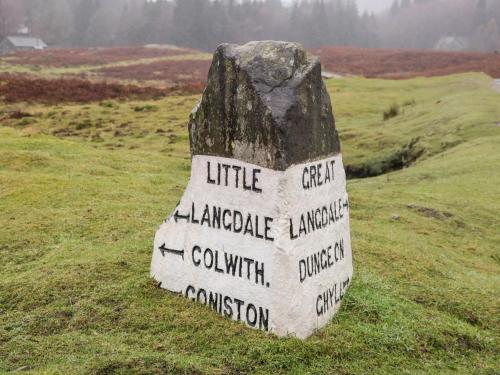 LITTLE
LANGDALE
COLWITH.
CONISTON
GREAT
LANGDALE
DUNGEON
GHYLL